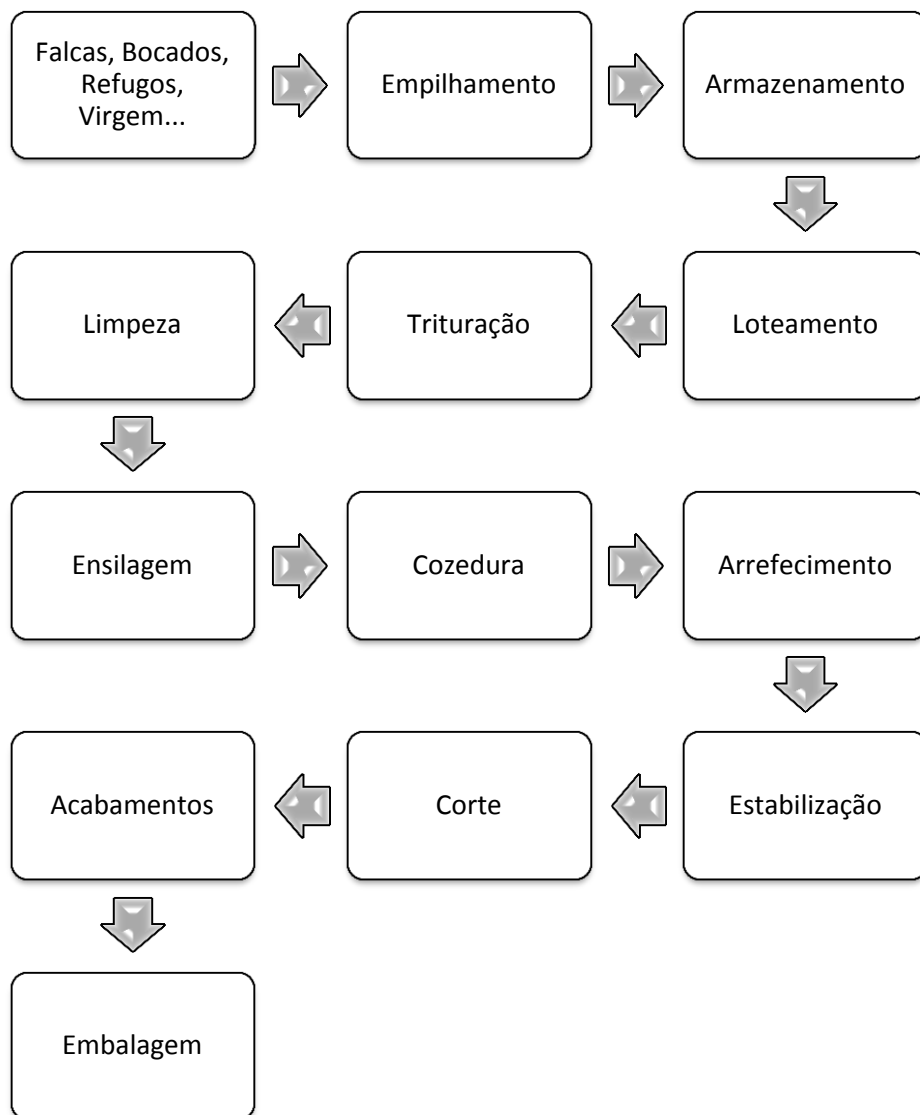 Falcas, Bocados,
Refugos,
Virgem...
Empilhamento
Armazenamento
Loteamento
Trituração
Limpeza
Ensilagem
Cozedura
Arrefecimento
Estabilização
Corte
Acabamentos
Embalagem